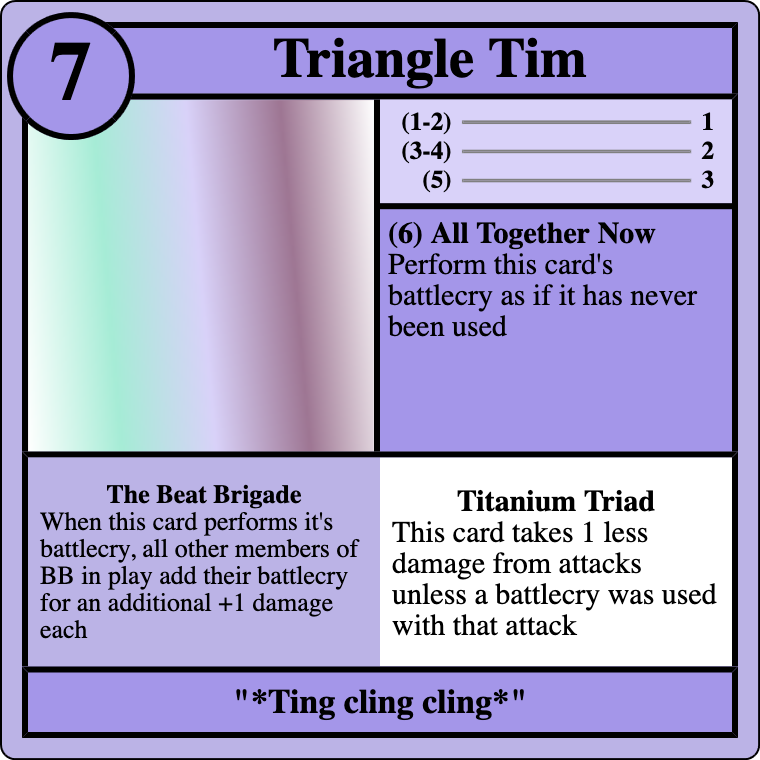 7
Triangle Tim
(1-2) 1
(3-4) 2
(5) 3
(6) All Together Now
Perform this card's
battlecry as if it has never
been used
The Beat Brigade
When this card performs it's
battlecry, all other members of
BB in play add their battlecry
for an additional +1 damage
each
Titanium Triad
This card takes 1 less
damage from attacks
unless a battlecry was used
with that attack
"*Ting cling cling*"